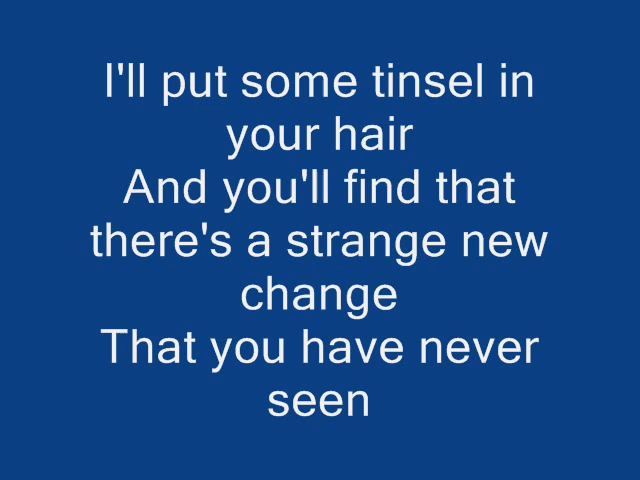 I'll put some tinsel in
your hair
And you'll find that
there's a strange new
change
That you have never
seen